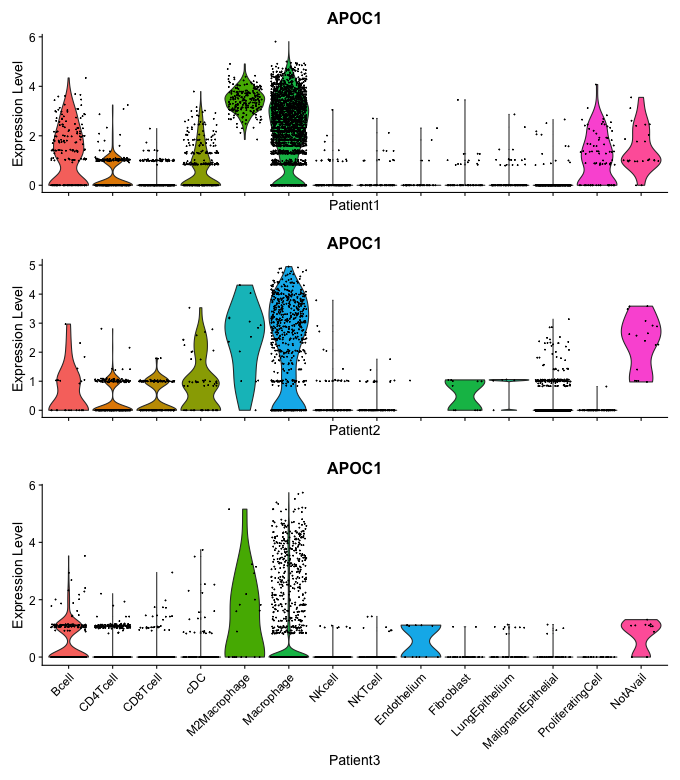 APOC1
6
4
2
0
Expression Level
Patient1
APOC1
5
4
3
2
1
0
Expression Level
Patient2
APOC1
6
4
2
0
Expression Level
Bcell
CD4Tcell
CD8Tcell
cDC
M2Macrophage
Macrophage
NKcell
NKTcell
Endothelium
Fibroblast
LungEpithelium
MalignantEpithelial
ProliferatingCell
NotAvail
Patient3